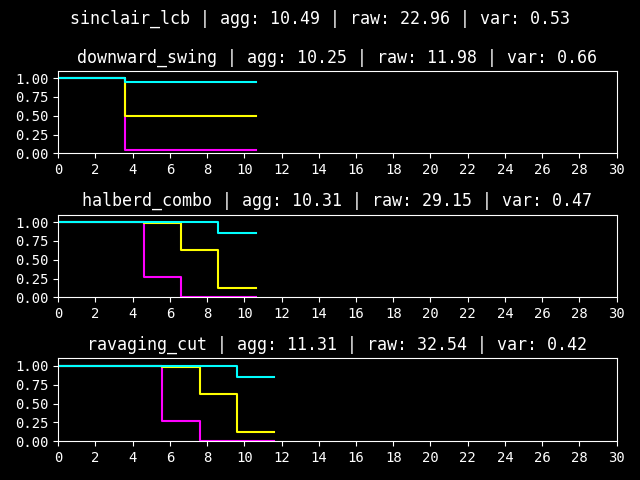 sinclair_lcb | agg: 10.49 | raw: 22.96 | var: 0.53
downward_swing | agg: 10.25 | raw: 11.98 | var: 0.66
1.00
0.75
0.50
0.25
0.00
0 2 4 6 8 10 12 14 16 18 20 22 24 26 28 30
halberd_combo | agg: 10.31 | raw: 29.15 | var: 0.47
1.00
0.75
0.50
0.25
0.00
0 2 4 6 8 10 12 14 16 18 20 22 24 26 28 30
ravaging_cut | agg: 11.31 | raw: 32.54 | var: 0.42
1.00
0.75
0.50
0.25
0.00
0 2 4 6 8 10 12 14 16 18 20 22 24 26 28 30